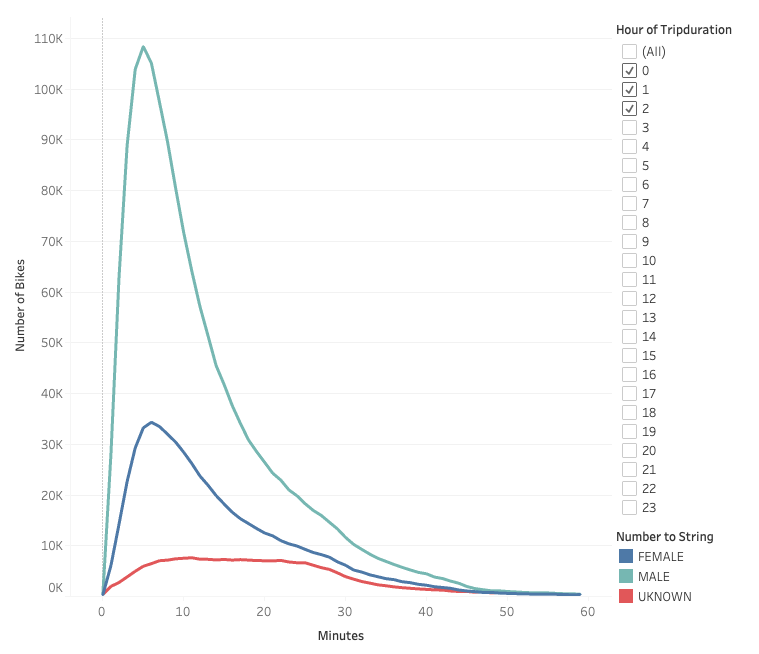 110K
100K
90K
80K
70K
60K
50K
40K
30K
20K
10K
0K
Number of Bikes
0 10 20 30 40 50 60
Minutes
Hour of Tripduration
(All)
0
1
2
3
4
5
6
7
8
9
10
11
12
13
14
15
16
17
18
19
20
21
22
23
Number to String
FEMALE
MALE
UKNOWN